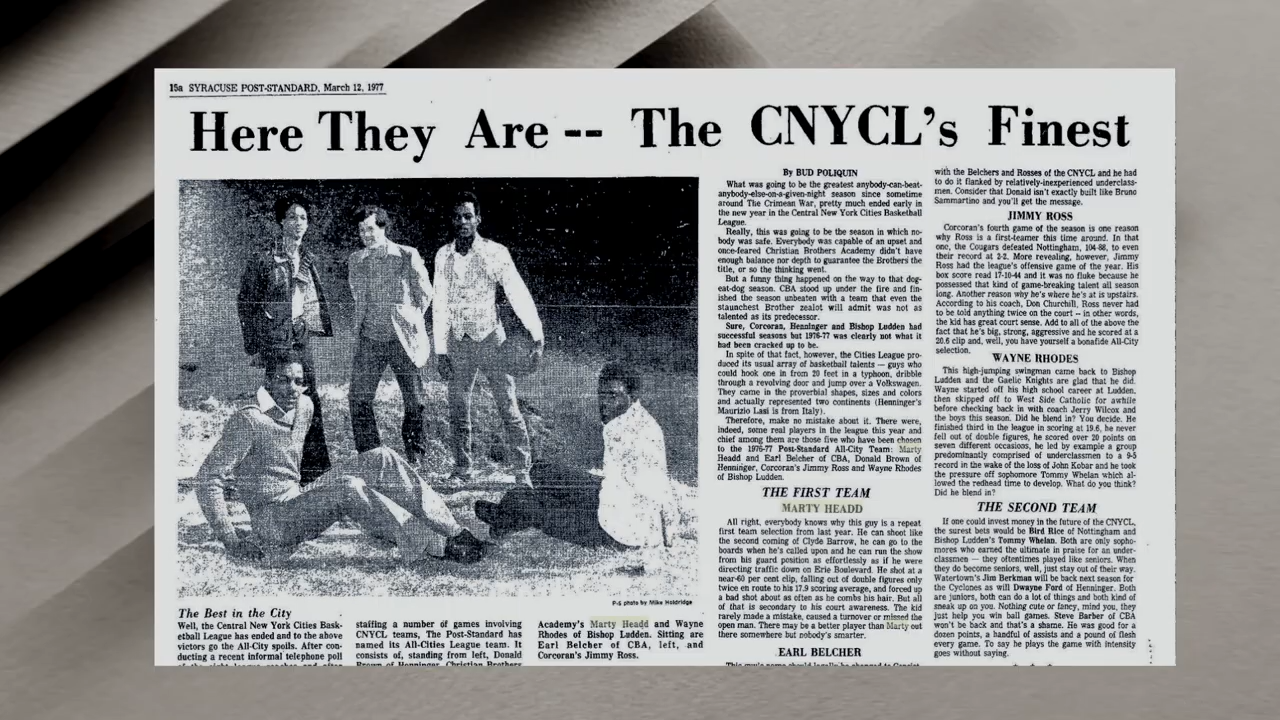 15a SYRACUSE POST-STANDARD, March 12, 1977
Here They Are -- The CNYCL's Finest
P-S photo by Mike Holdridge
The Best in the City
Well, the Central New York Cities Bask-
etball League has ended and to the above
victors go the All-City spoils. After con-
ducting a recent informal telephone poll
staffing a number of games involving
CNYCL teams, The Post-Standard has
named its All-Cities League team. It
consists of, standing from left, Donald
Brown of Henninger, Christian Brothers
Academy's Marty Headd and Wayne
Rhodes of Bishop Ludden. Sitting are
Earl Belcher of CBA, left, and
Corcoran's Jimmy Ross.
By BUD POLIQUIN
What was going to be the greatest anybody-can-beat-
anybody-else-on-a-given-night season since sometime
around The Crimean War, pretty much ended early in
the new year in the Central New York Cities Basketball
League.
Really, this was going to be the season in which no-
body was safe. Everybody was capable of an upset and
once-feared Christian Brothers Academy didn't have
enough balance nor depth to guarantee the Brothers the
title, or so the thinking went.
But a funny thing happened on the way to that dog-
eat-dog season. CBA stood up under the fire and fin-
ished the season unbeaten with a team that even the
staunchest Brother zealot will admit was not as
talented as its predecessor.
Sure, Corcoran, Henninger and Bishop Ludden had
successful seasons but 1976-77 was clearly not what it
had been cracked up to be.
In spite of that fact, however, the Cities League pro-
duced its usual array of basketball talents — guys who
could hook one in from 20 feet in a typhoon, dribble
through a revolving door and jump over a Volkswagen.
They came in the proverbial shapes, sizes and colors
and actually represented two continents (Henninger's
Maurizio Lasi is from Italy).
Therefore, make no mistake about it. There were,
indeed, some real players in the league this year and
chief among them are those five who have been chosen
to the 1976-77 Post-Standard All-City Team: Marty
Headd and Earl Belcher of CBA, Donald Brown of
Henninger, Corcoran's Jimmy Ross and Wayne Rhodes
of Bishop Ludden.
THE FIRST TEAM
MARTY HEADD
All right, everybody knows why this guy is a repeat
first team selection from last year. He can shoot like
the second coming of Clyde Barrow, he can go to the
boards when he's called upon and he can run the show
from his guard position as effortlessly as if he were
directing traffic down on Erie Boulevard. He shot at a
near-60 per cent clip, falling out of double figures only
twice en route to his 17.9 scoring average, and forced up
a bad shot about as often as he combs his hair. But all
of that is secondary to his court awareness. The kid
rarely made a mistake, caused a turnover or missed the
open man. There may be a better player than Marty out
there somewhere but nobody's smarter.
EARL BELCHER
with the Belchers and Rosses of the CNYCL and he had
to do it flanked by relatively-inexperienced underclass-
men. Consider that Donald isn't exactly built like Bruno
Sammartino and you'll get the message.
JIMMY ROSS
Corcoran's fourth game of the season is one reason
why Ross is a first-teamer this time around. In that
one, the Cougars defeated Nottingham, 104-88, to even
their record at 2-2. More revealing, however, Jimmy
Ross had the league's offensive game of the year. His
box score read 17-10-44 and it was no fluke because he
possessed that kind of game-breaking talent all season
long. Another reason why he's where he's at is upstairs.
According to his coach, Don Churchill, Ross never had
to be told anything twice on the court -- in other words,
the kid has great court sense. Add to all of the above the
fact that he's big, strong, aggressive and he scored at a
20.6 clip and, well, you have yourself a bonafide All-City
selection.
WAYNE RHODES
This high-jumping swingman came back to Bishop
Ludden and the Gaelic Knights are glad that he did.
Wayne started off his high school career at Ludden,
then skipped off to West Side Catholic for awhile
before checking back in with coach Jerry Wilcox and
the boys this season. Did he blend in? You decide. He
finished third in the league in scoring at 19.6, he never
fell out of double figures, he scored over 20 points on
seven different occasions, he led by example a group
predominantly comprised of underclassmen to a 9-5
record in the wake of the loss of John Kobar and he took
the pressure off sophomore Tommy Whelan which al-
lowed the redhead time to develop. What do you think?
Did he blend in?
THE SECOND TEAM
If one could invest money in the future of the CNYCL,
the surest bets would be Bird Rice of Nottingham and
Bishop Ludden's Tommy Whelan. Both are only sopho-
mores who earned the ultimate in praise for an under-
classmen — they oftentimes played like seniors. When
they do become seniors, well, just stay out of their way.
Watertown's Jim Berkman will be back next season for
the Cyclones as will Dwayne Ford of Henninger. Both
are juniors, both can do a lot of things and both kind of
sneak up on you. Nothing cute or fancy, mind you, they
just help you win ball games. Steve Barber of CBA
won't be back and that's a shame. He was good for a
dozen points, a handful of assists and a pound of flesh
every game. To say he plays the game with intensity
goes without saying.